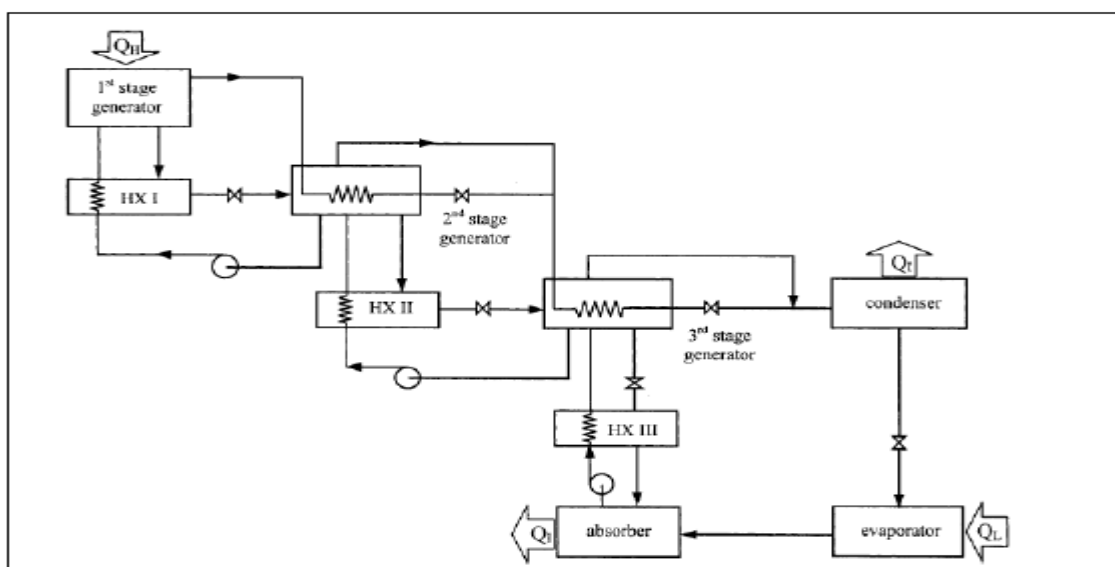 Q_H
1st stage
generator
HX I
2nd stage
generator
HX II
3rd stage
generator
Q_I
condenser
HX III
Q_I
absorber
evaporator
Q_L